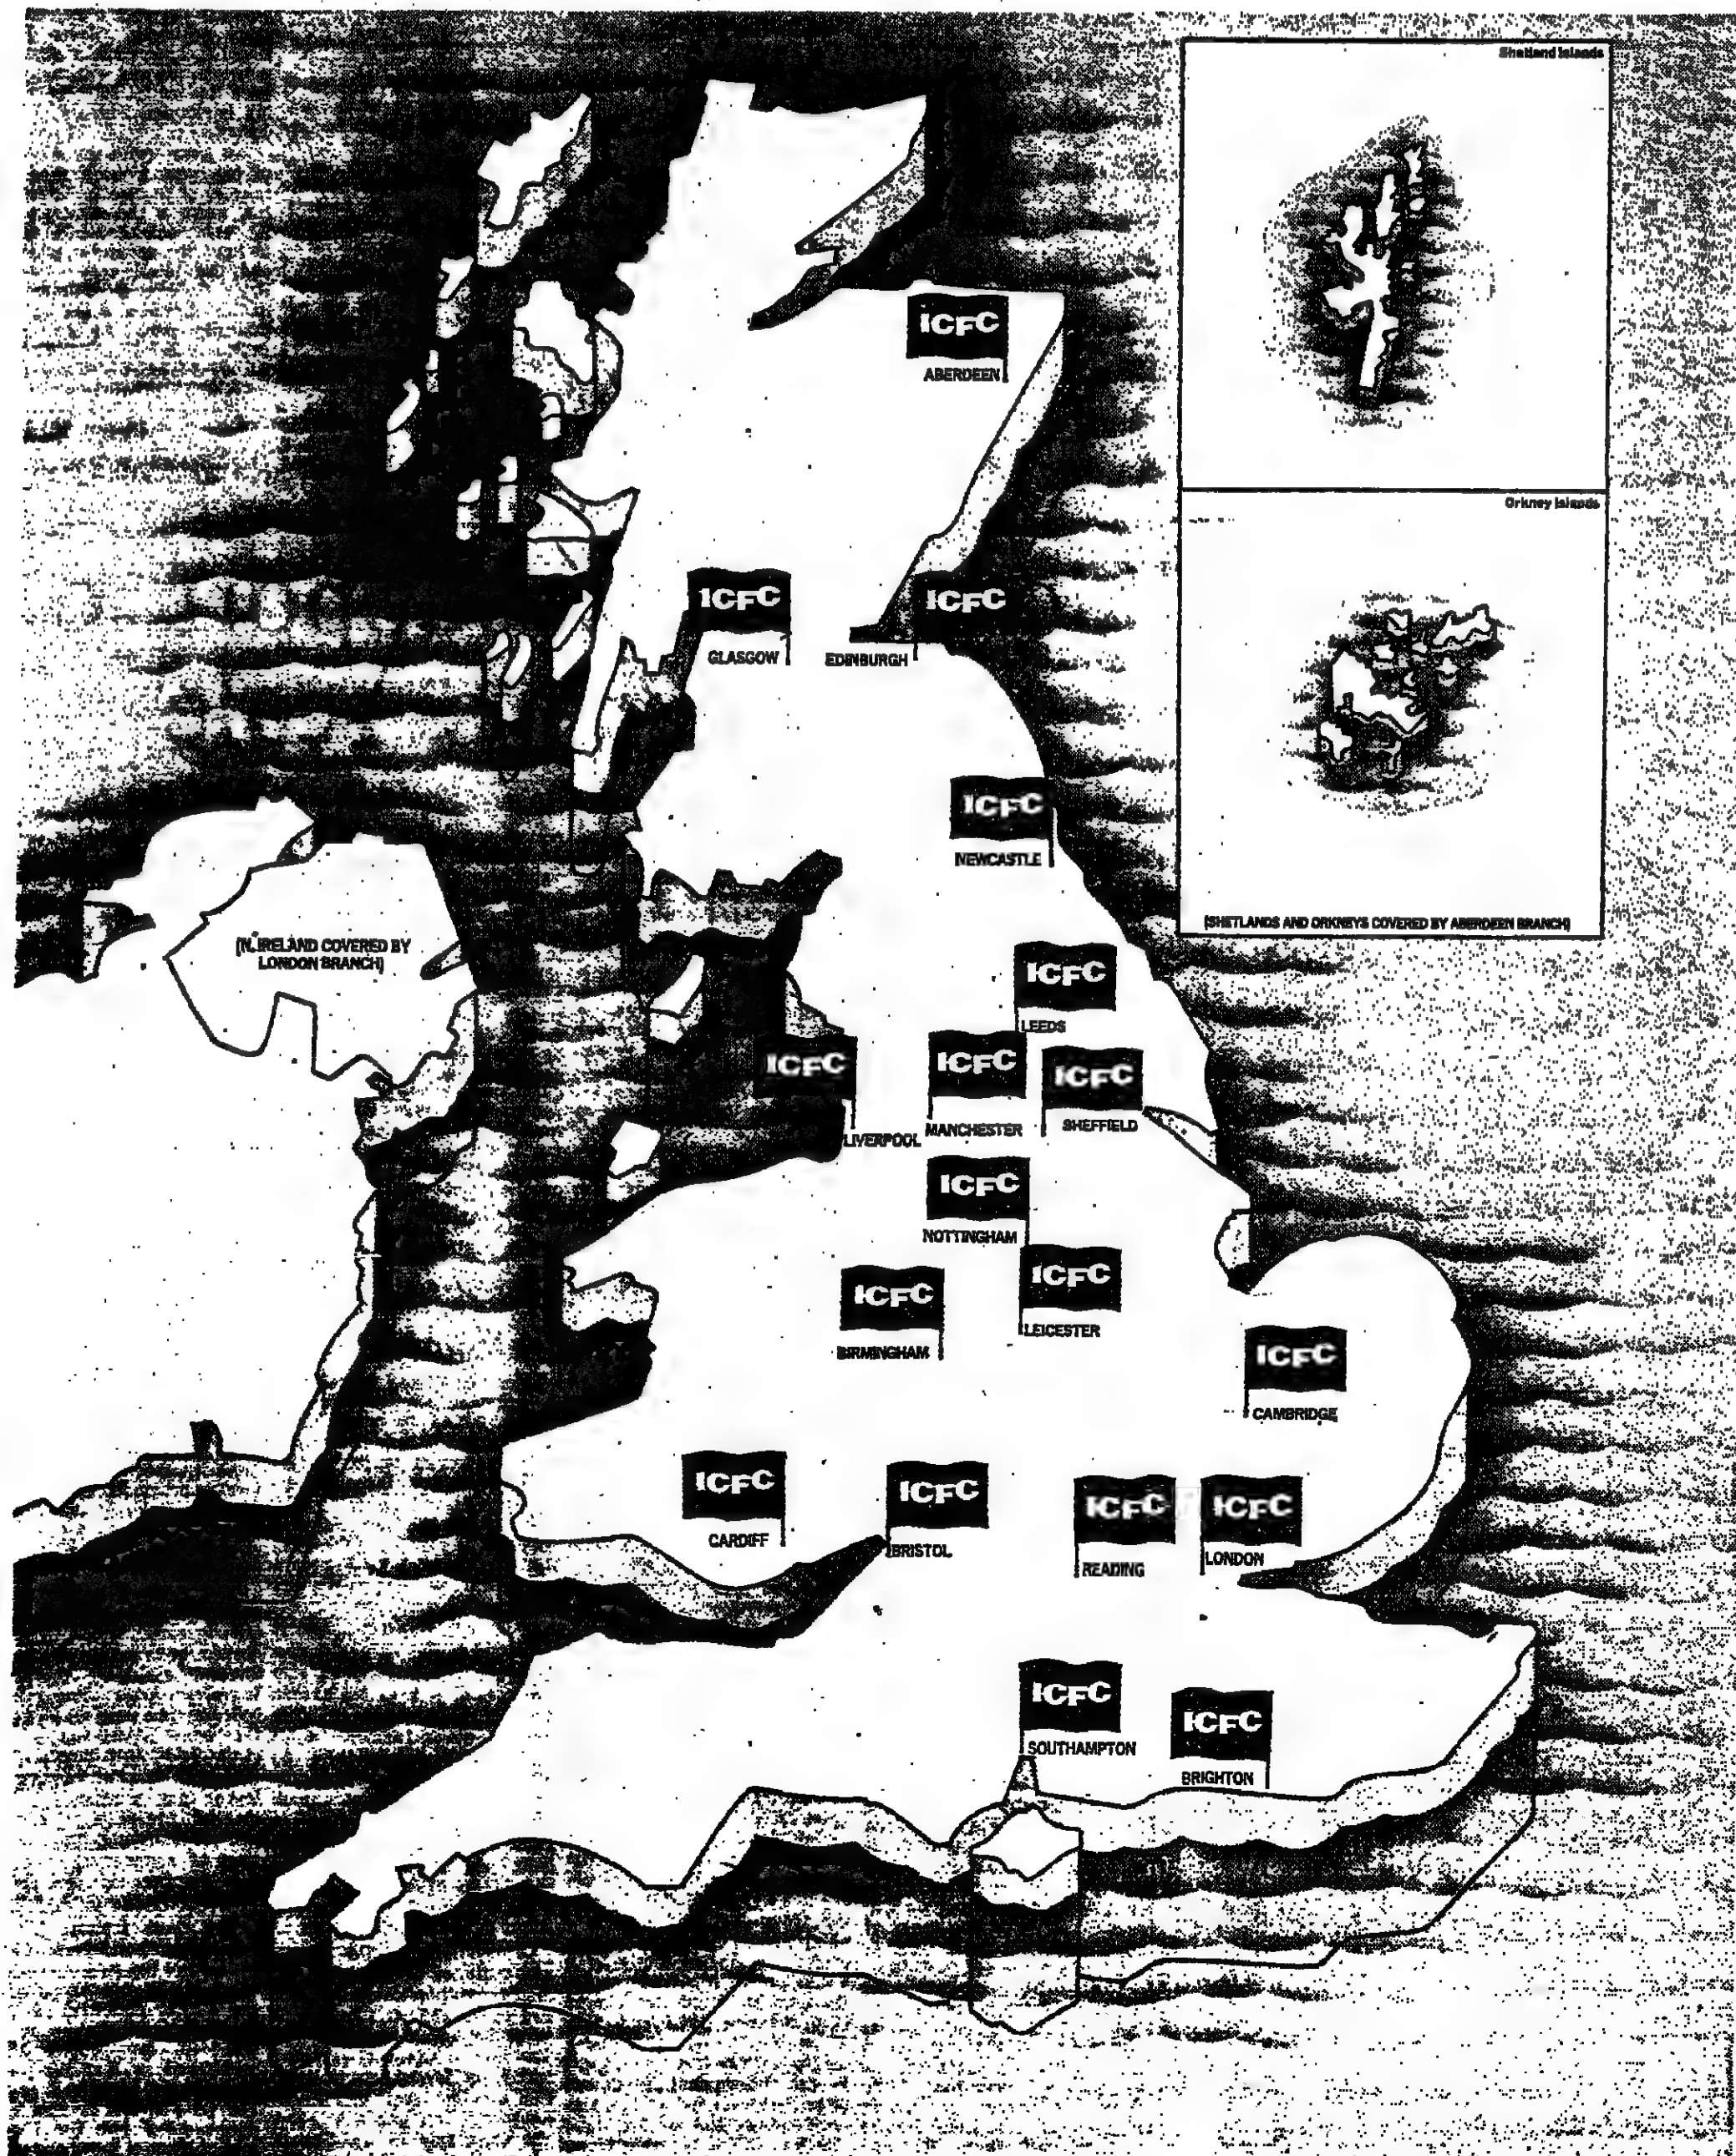 Shetland Islands
ICFC
ABERDEEN
Orkney Islands
ICFC
GLASGOW
ICFC
EDINBURGH
ICFC
NEWCASTLE
(SHETLANDS AND ORKNEYS COVERED BY ABERDEEN BRANCH)
(N. IRELAND COVERED BY
LONDON BRANCH)
ICFC
LEEDS
ICFC
LIVERPOOL
ICFC
MANCHESTER
ICFC
SHEFFIELD
ICFC
NOTTINGHAM
ICFC
LEICESTER
ICFC
BIRMINGHAM
ICFC
CAMBRIDGE
ICFC
CARDIFF
ICFC
BRISTOL
ICFC
READING
ICFC
LONDON
ICFC
SOUTHAMPTON
ICFC
BRIGHTON